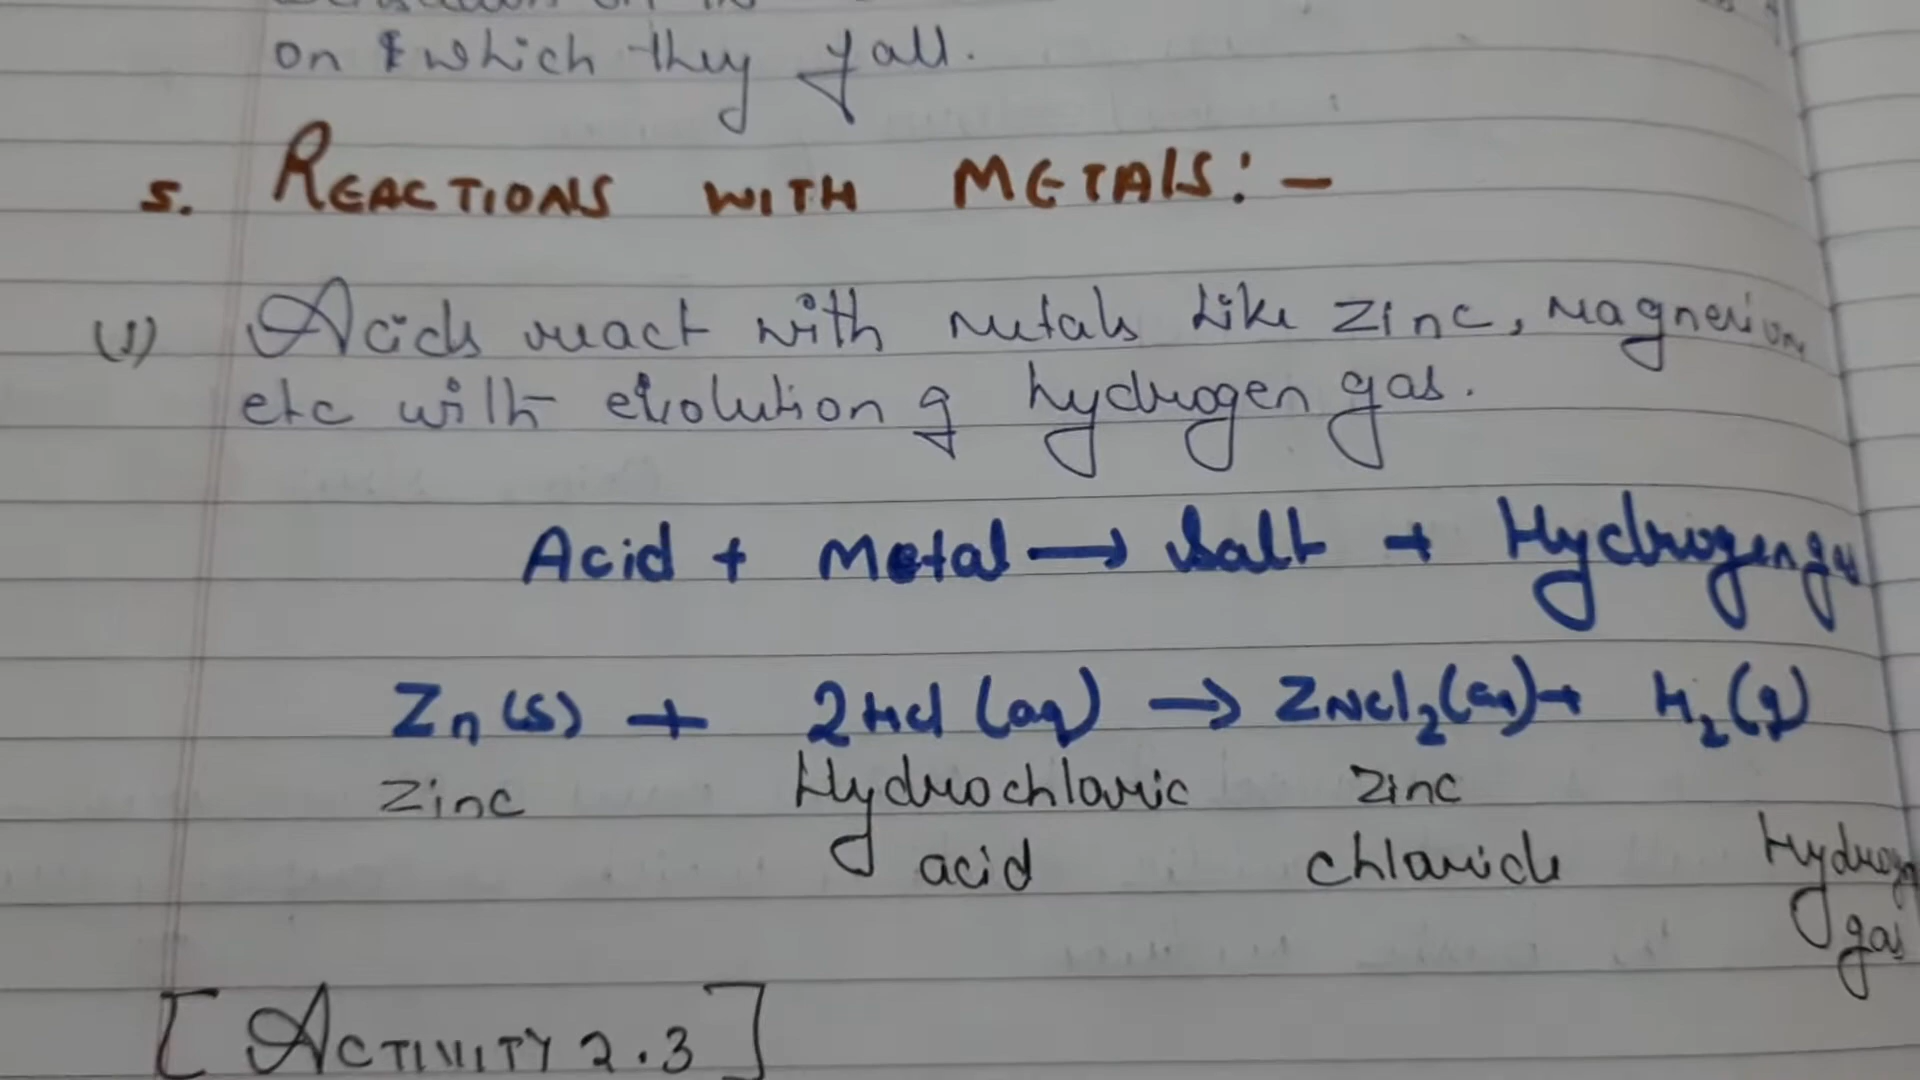 on which they fall.
5. REACTIONS WITH METALS:-
(1) Acids react with metals like zinc, Magnesium
etc with evolution of hydrogen gas.
Acid + Metal → Salt + Hydrogen gas
Zn(s) + 2HCl (aq) → ZNCl₂(aq) + H₂(g)
Zinc Hydrochloric zinc
acid chloride Hydrogen
gas
[ACTIVITY 2.3]